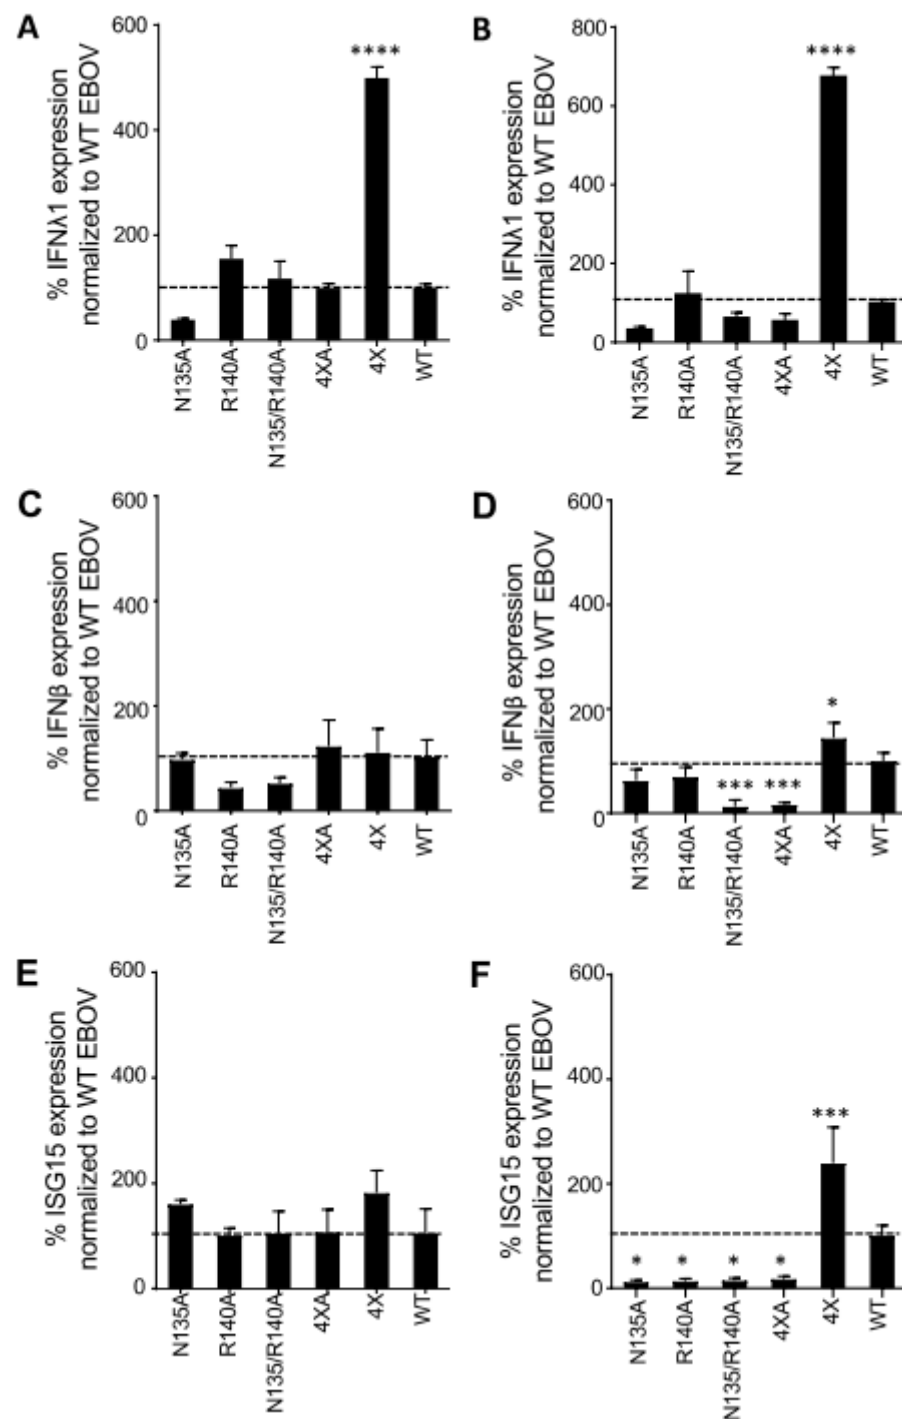 A
% IFNλ1 expression
normalized to WT EBOV
600
400
200
0
****
N135A
R140A
N135/R140A
4XA
4X
WT
B
% IFNλ1 expression
normalized to WT EBOV
800
600
400
200
0
****
N135A
R140A
N135/R140A
4XA
4X
WT
C
% IFNβ expression
normalized to WT EBOV
600
400
200
0
N135A
R140A
N135/R140A
4XA
4X
WT
D
% IFNβ expression
normalized to WT EBOV
600
400
200
0
*** *** *
N135A
R140A
N135/R140A
4XA
4X
WT
E
% ISG15 expression
normalized to WT EBOV
600
400
200
0
N135A
R140A
N135/R140A
4XA
4X
WT
F
% ISG15 expression
normalized to WT EBOV
600
400
200
0
* * * * ***
N135A
R140A
N135/R140A
4XA
4X
WT